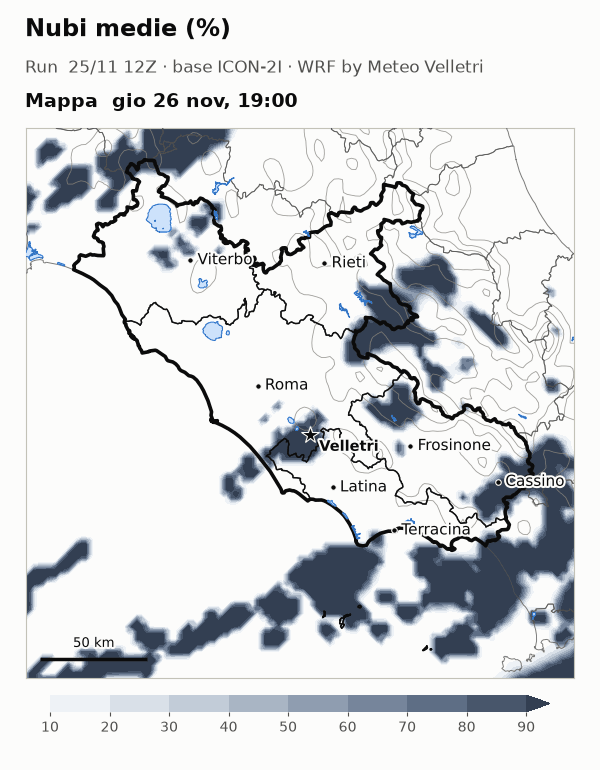 Nubi medie (%)
Run  25/11 12Z · base ICON-2I · WRF by Meteo Velletri
Mappa  gio 26 nov, 19:00
Viterbo
Rieti
Roma
Velletri
Frosinone
Cassino
Latina
Terracina
50 km
10 20 30 40 50 60 70 80 90